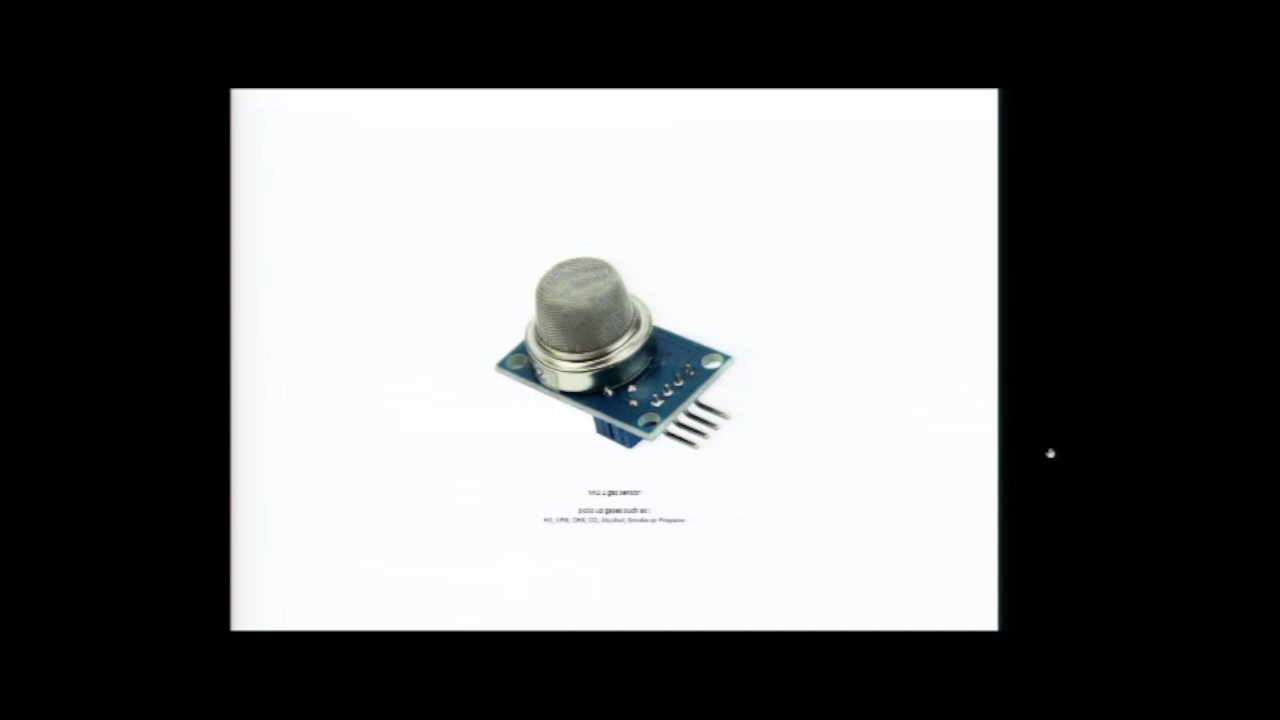 MQ 2 gas sensor
picks up gases such as :
H2, LPG, CH4, CO, Alcohol, Smoke or Propane